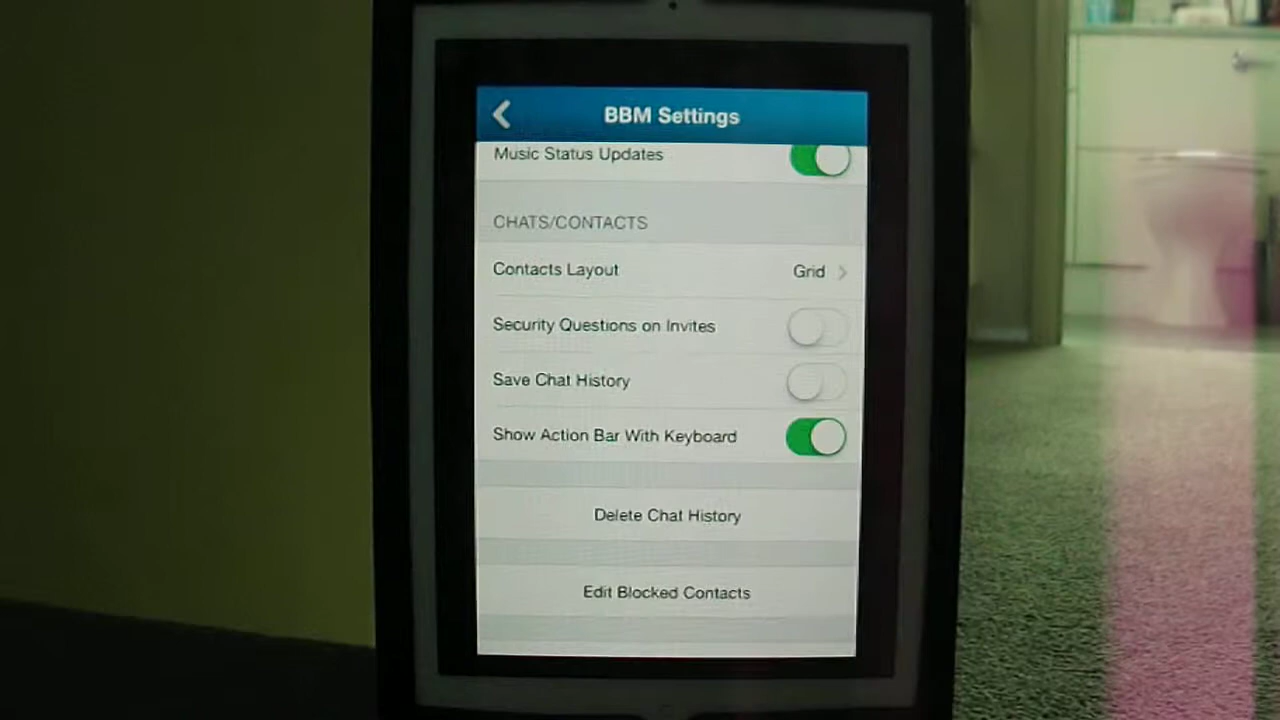 BBM Settings
Music Status Updates
CHATS/CONTACTS
Contacts Layout Grid
Security Questions on Invites
Save Chat History
Show Action Bar With Keyboard
Delete Chat History
Edit Blocked Contacts